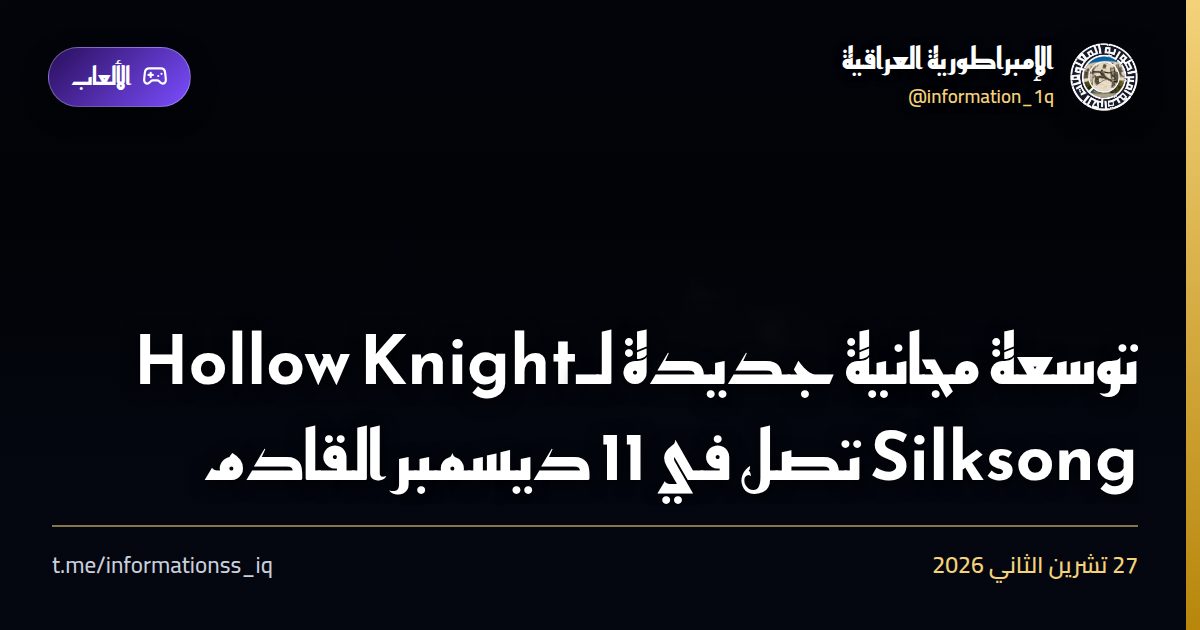 الإمبراطورية العراقية
@information_1q
الألعاب
توسعة مجانية جديدة لـHollow Knight
Silksong تصل في 11 ديسمبر القادم
27 تشرين الثاني 2026
t.me/informationss_iq